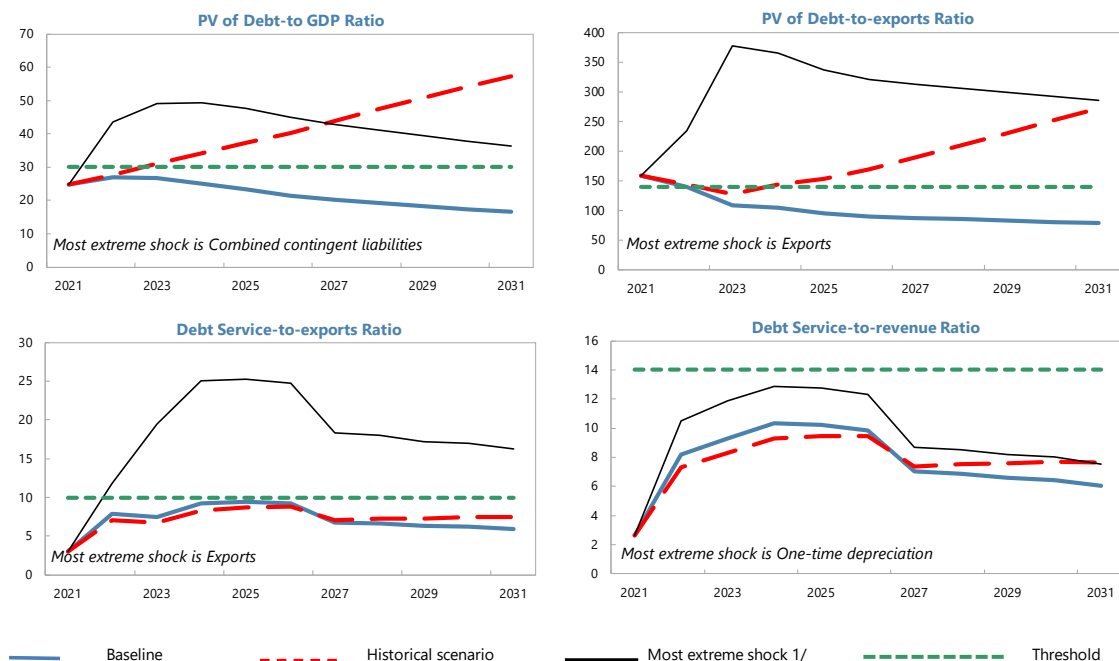 PV of Debt-to GDP Ratio
70
60
50
40
30
20
10
0
Most extreme shock is Combined contingent liabilities
2021 2023 2025 2027 2029 2031
PV of Debt-to-exports Ratio
400
350
300
250
200
150
100
50
0
Most extreme shock is Exports
2021 2023 2025 2027 2029 2031
Debt Service-to-exports Ratio
30
25
20
15
10
5
0
Most extreme shock is Exports
2021 2023 2025 2027 2029 2031
Debt Service-to-revenue Ratio
16
14
12
10
8
6
4
2
0
Most extreme shock is One-time depreciation
2021 2023 2025 2027 2029 2031
Baseline Historical scenario Most extreme shock 1/ Threshold